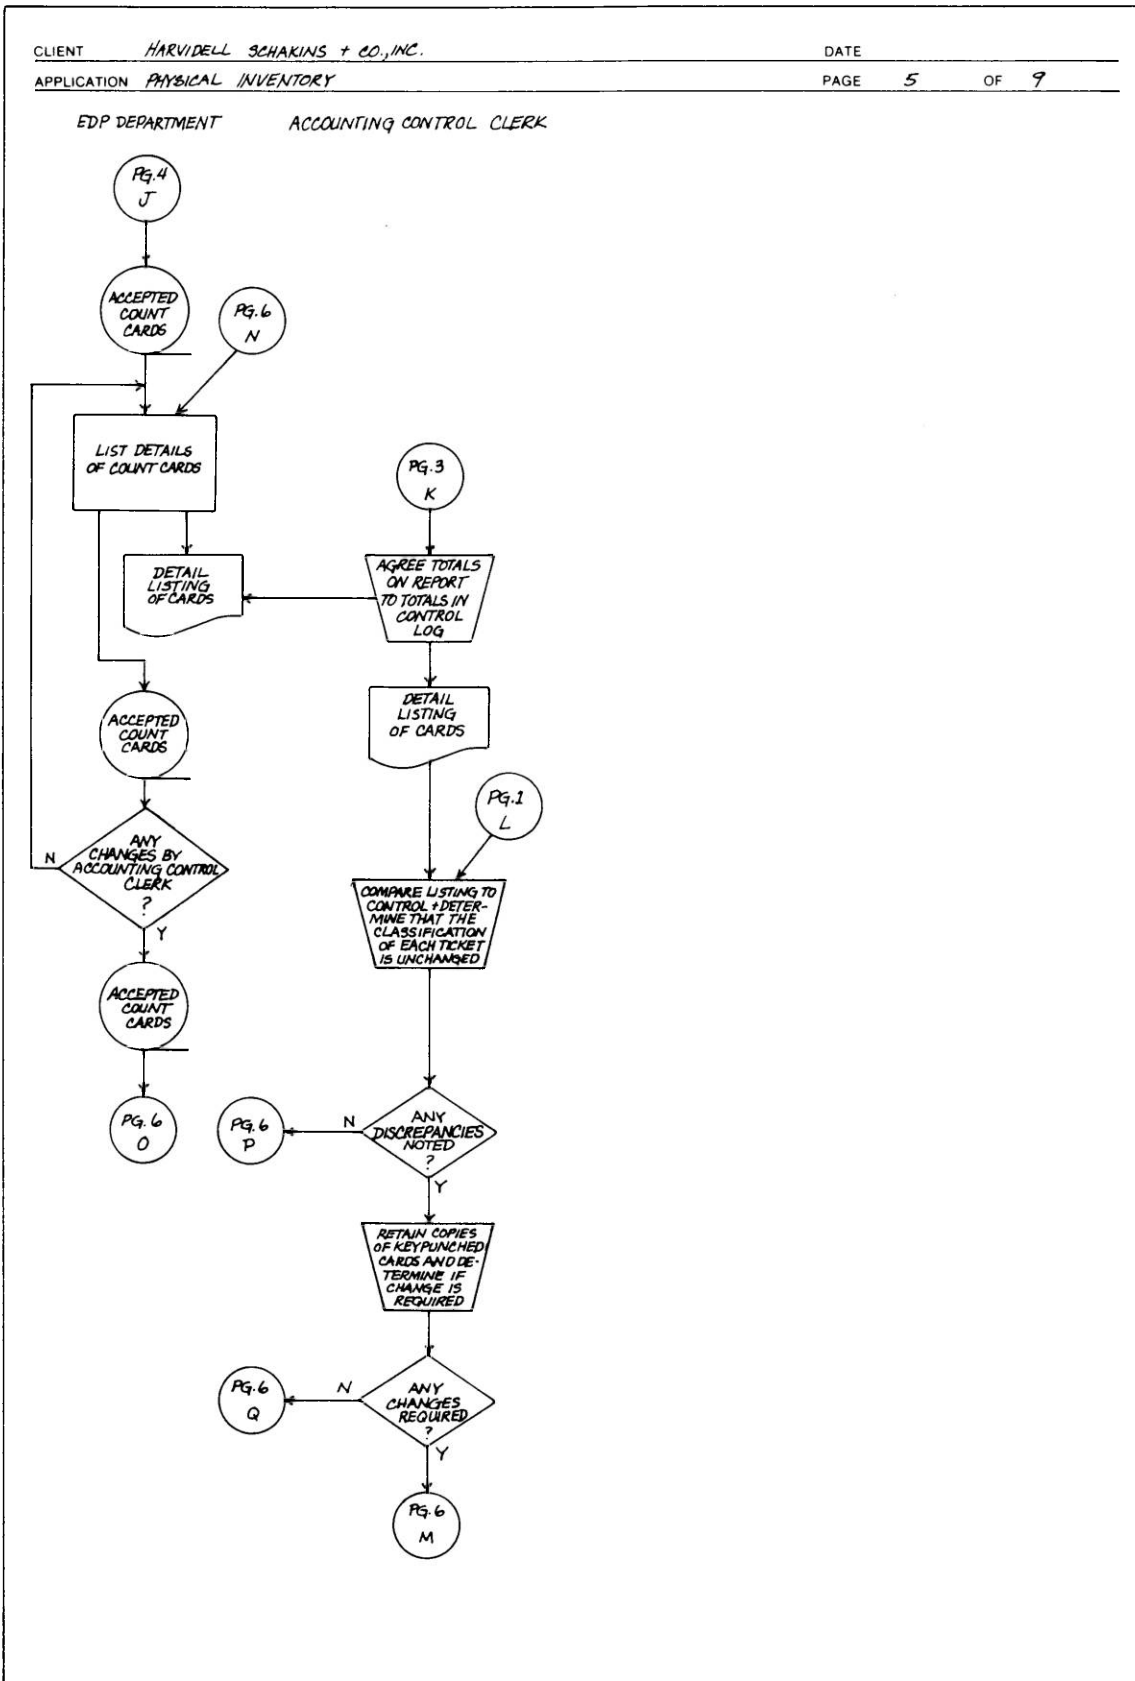 CLIENT HARVIDELL SCHAKINS + CO., INC. DATE
APPLICATION PHYSICAL INVENTORY PAGE 5 OF 9
EDP DEPARTMENT ACCOUNTING CONTROL CLERK
PG.4
J
ACCEPTED
COUNT
CARDS
PG.6
N
LIST DETAILS
OF COUNT CARDS
PG.3
K
DETAIL
LISTING
OF CARDS
AGREE TOTALS
ON REPORT
TO TOTALS IN
CONTROL
LOG
ACCEPTED
COUNT
CARDS
DETAIL
LISTING
OF CARDS
PG.1
L
N
ANY
CHANGES BY
ACCOUNTING CONTROL
CLERK
?
Y
COMPARE LISTING TO
CONTROL + DETER-
MINE THAT THE
CLASSIFICATION
OF EACH TICKET
IS UNCHANGED
ACCEPTED
COUNT
CARDS
PG.6
O
PG.6
P
N
ANY
DISCREPANCIES
NOTED
?
Y
RETAIN COPIES
OF KEYPUNCHED
CARDS AND DE-
TERMINE IF
CHANGE IS
REQUIRED
PG.6
Q
N
ANY
CHANGES
REQUIRED
?
Y
PG.6
M